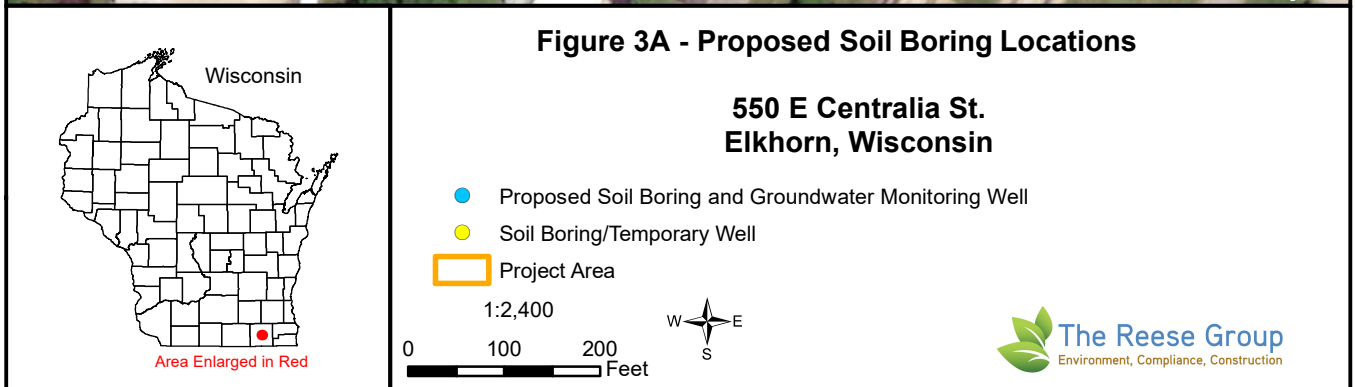 Wisconsin
Area Enlarged in Red
Figure 3A - Proposed Soil Boring Locations
550 E Centralia St.
Elkhorn, Wisconsin
Proposed Soil Boring and Groundwater Monitoring Well
Soil Boring/Temporary Well
Project Area
1:2,400
W E
S
0 100 200
Feet
The Reese Group
Environment, Compliance, Construction